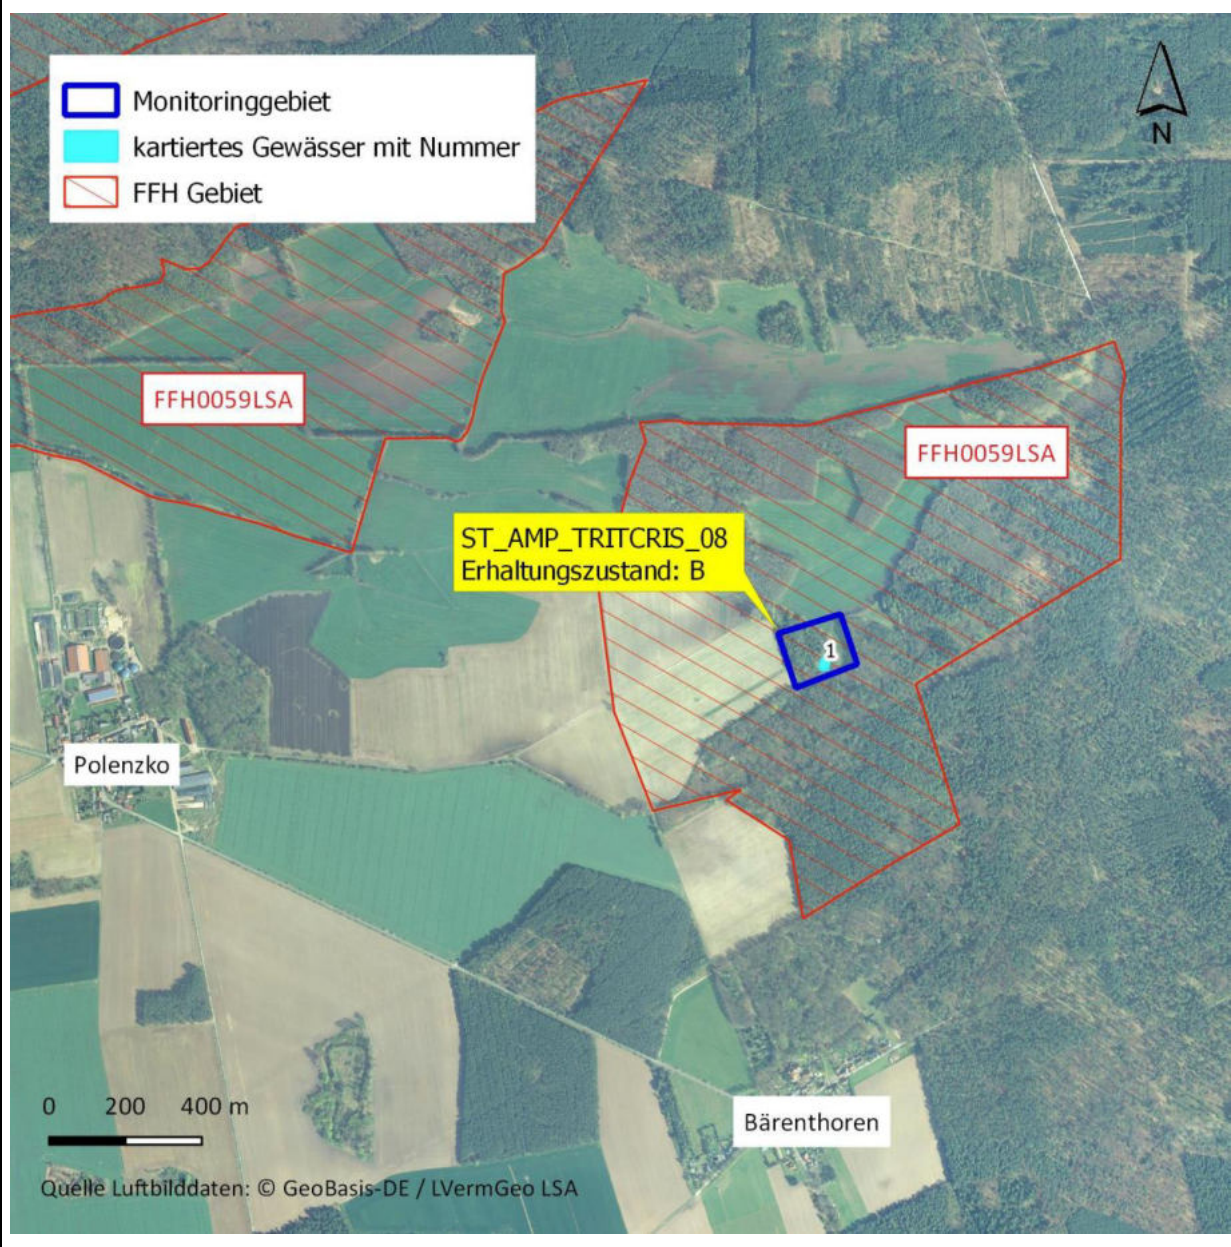 Monitoringgebiet
kartiertes Gewässer mit Nummer
FFH Gebiet
N
FFH0059LSA
FFH0059LSA
ST_AMP_TRITCRIS_08
Erhaltungszustand: B
1
Polenzko
0 200 400 m
Bärenthoren
Quelle Luftbilddaten: © GeoBasis-DE / LVermGeo LSA